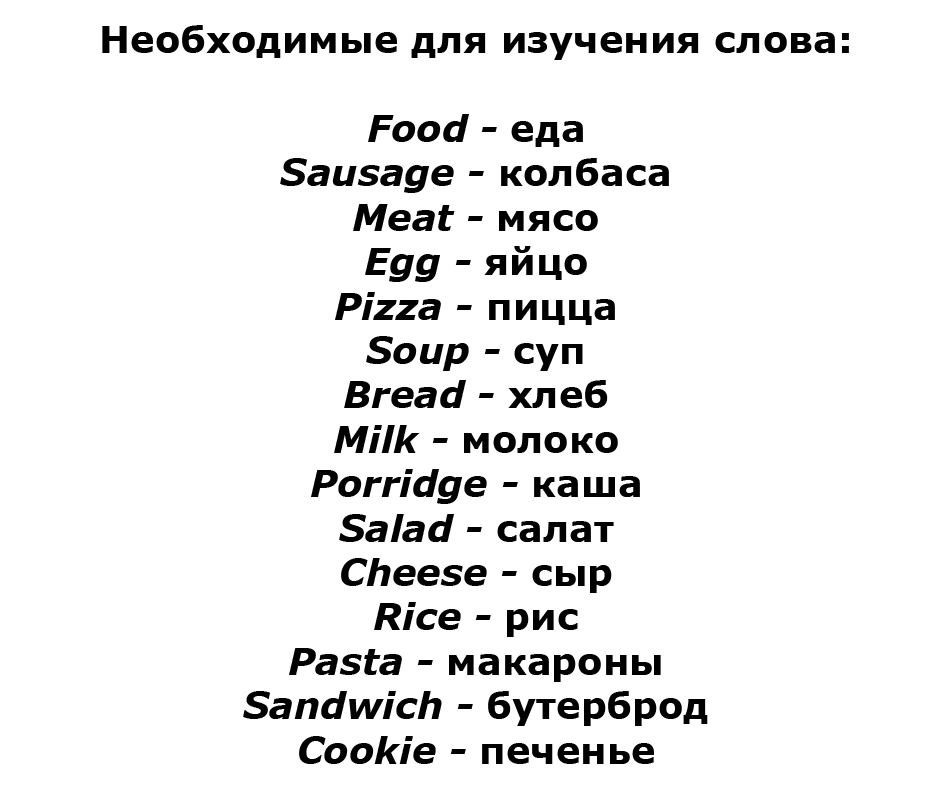 Необходимые для изучения слова:
Food - еда
Sausage - колбаса
Meat - мясо
Egg - яйцо
Pizza - пицца
Soup - суп
Bread - хлеб
Milk - молоко
Porridge - каша
Salad - салат
Cheese - сыр
Rice - рис
Pasta - макароны
Sandwich - бутерброд
Cookie - печенье